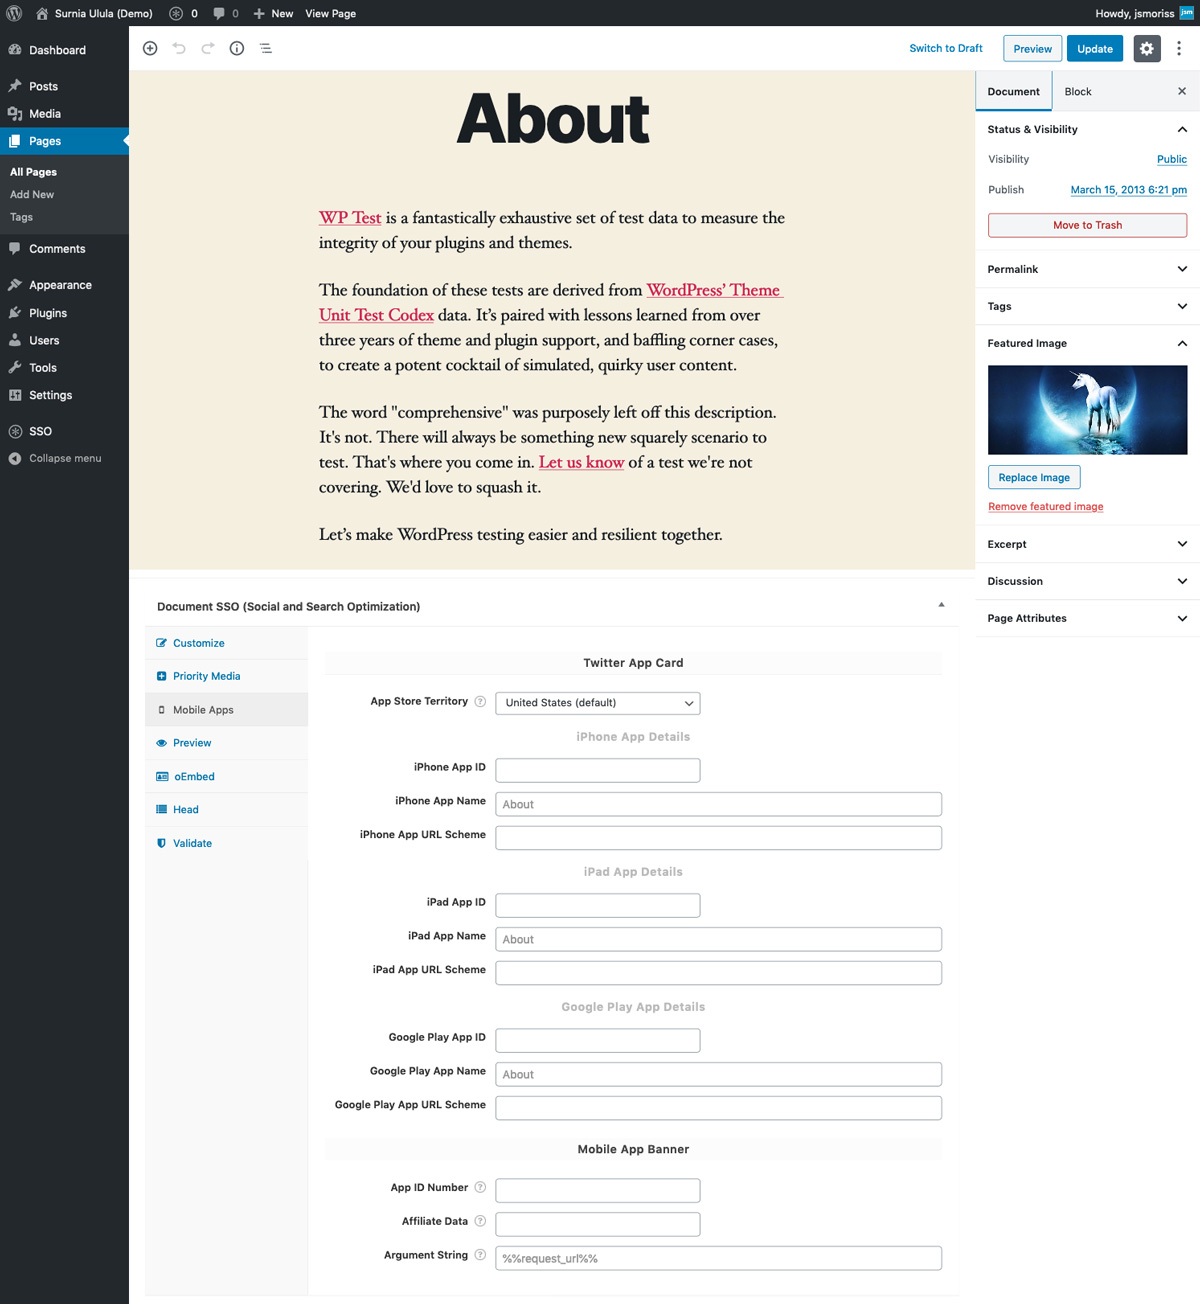 Surnia Ulula (Demo) 0 0 New View Page Howdy, jsmoriss jsm
Dashboard
Posts
Media
Pages
All Pages
Add New
Tags
Comments
Appearance
Plugins
Users
Tools
Settings
SSO
Collapse menu
Switch to Draft Preview Update
About
WP Test is a fantastically exhaustive set of test data to measure the
integrity of your plugins and themes.
The foundation of these tests are derived from WordPress’ Theme
Unit Test Codex data. It’s paired with lessons learned from over
three years of theme and plugin support, and baffling corner cases,
to create a potent cocktail of simulated, quirky user content.
The word "comprehensive" was purposely left off this description.
It's not. There will always be something new squarely scenario to
test. That's where you come in. Let us know of a test we're not
covering. We'd love to squash it.
Let’s make WordPress testing easier and resilient together.
Document Block
Status & Visibility
Visibility Public
Publish March 15, 2013 6:21 pm
Move to Trash
Permalink
Tags
Featured Image
Replace Image
Remove featured image
Excerpt
Discussion
Page Attributes
Document SSO (Social and Search Optimization)
Customize
Priority Media
Mobile Apps
Preview
oEmbed
Head
Validate
Twitter App Card
App Store Territory ? United States (default)
iPhone App Details
iPhone App ID
iPhone App Name About
iPhone App URL Scheme
iPad App Details
iPad App ID
iPad App Name About
iPad App URL Scheme
Google Play App Details
Google Play App ID
Google Play App Name About
Google Play App URL Scheme
Mobile App Banner
App ID Number ?
Affiliate Data ?
Argument String ? %%request_url%%